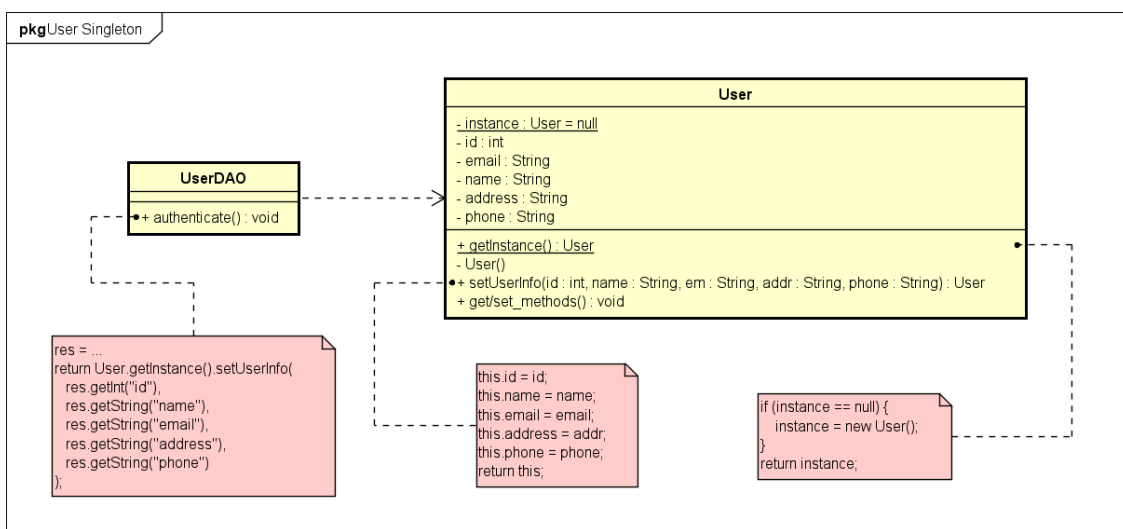 pkg User Singleton
User
- instance : User = null
- id : int
- email : String
- name : String
- address : String
- phone : String
+ getInstance() : User
- User()
+ setUserInfo(id : int, name : String, em : String, addr : String, phone : String) : User
+ get/set_methods() : void
UserDAO
+ authenticate() : void
res = ...
return User.getInstance().setUserInfo(
res.getInt("id"),
res.getString("name"),
res.getString("email"),
res.getString("address"),
res.getString("phone")
);
this.id = id;
this.name = name;
this.email = email;
this.address = addr;
this.phone = phone;
return this;
if (instance == null) {
instance = new User();
}
return instance;